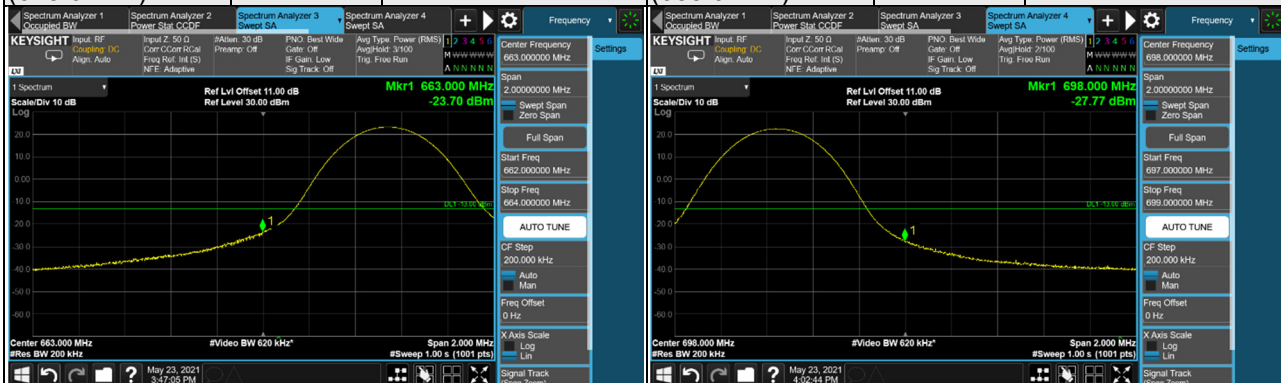 Spectrum Analyzer 1
Occupied BW
Spectrum Analyzer 2
Power Stat CCDF
Spectrum Analyzer 3
Swept SA
Spectrum Analyzer 4
Swept SA
Frequency
KEYSIGHT
Input: RF
Coupling: DC
Align: Auto
Input Z: 50 Ω
Corr CCorr RCal
Freq Ref: Int (S)
NFE: Adaptive
#Atten: 30 dB
Preamp: Off
PNO: Best Wide
Gate: Off
IF Gain: Low
Sig Track: Off
Avg Type: Power (RMS)
Avg|Hold: 3/100
Trig: Free Run
1 2 3 4 5 6
M W W W W W
A N N N N N
LXI
1 Spectrum
Scale/Div 10 dB
Log
Ref Lvl Offset 11.00 dB
Ref Level 30.00 dBm
Mkr1 663.000 MHz
-23.70 dBm
20.0
10.0
0.00
-10.0
-20.0
-30.0
-40.0
-50.0
-60.0
DL1 -13.00 dBm
1
Center 663.000 MHz
#Res BW 200 kHz
#Video BW 620 kHz*
Span 2.000 MHz
#Sweep 1.00 s (1001 pts)
May 23, 2021
3:47:05 PM
Center Frequency
663.000000 MHz
Settings
Span
2.00000000 MHz
Swept Span
Zero Span
Full Span
Start Freq
662.000000 MHz
Stop Freq
664.000000 MHz
AUTO TUNE
CF Step
200.000 kHz
Auto
Man
Freq Offset
0 Hz
X Axis Scale
Log
Lin
Signal Track
(Span Zoom)
Spectrum Analyzer 1
Occupied BW
Spectrum Analyzer 2
Power Stat CCDF
Spectrum Analyzer 3
Swept SA
Spectrum Analyzer 4
Swept SA
Frequency
KEYSIGHT
Input: RF
Coupling: DC
Align: Auto
Input Z: 50 Ω
Corr CCorr RCal
Freq Ref: Int (S)
NFE: Adaptive
#Atten: 30 dB
Preamp: Off
PNO: Best Wide
Gate: Off
IF Gain: Low
Sig Track: Off
Avg Type: Power (RMS)
Avg|Hold: 2/100
Trig: Free Run
1 2 3 4 5 6
M W W W W W
A N N N N N
LXI
1 Spectrum
Scale/Div 10 dB
Log
Ref Lvl Offset 11.00 dB
Ref Level 30.00 dBm
Mkr1 698.000 MHz
-27.77 dBm
20.0
10.0
0.00
-10.0
-20.0
-30.0
-40.0
-50.0
-60.0
DL1 -13.00 dBm
1
Center 698.000 MHz
#Res BW 200 kHz
#Video BW 620 kHz*
Span 2.000 MHz
#Sweep 1.00 s (1001 pts)
May 23, 2021
4:02:44 PM
Center Frequency
698.000000 MHz
Settings
Span
2.00000000 MHz
Swept Span
Zero Span
Full Span
Start Freq
697.000000 MHz
Stop Freq
699.000000 MHz
AUTO TUNE
CF Step
200.000 kHz
Auto
Man
Freq Offset
0 Hz
X Axis Scale
Log
Lin
Signal Track
(Span Zoom)